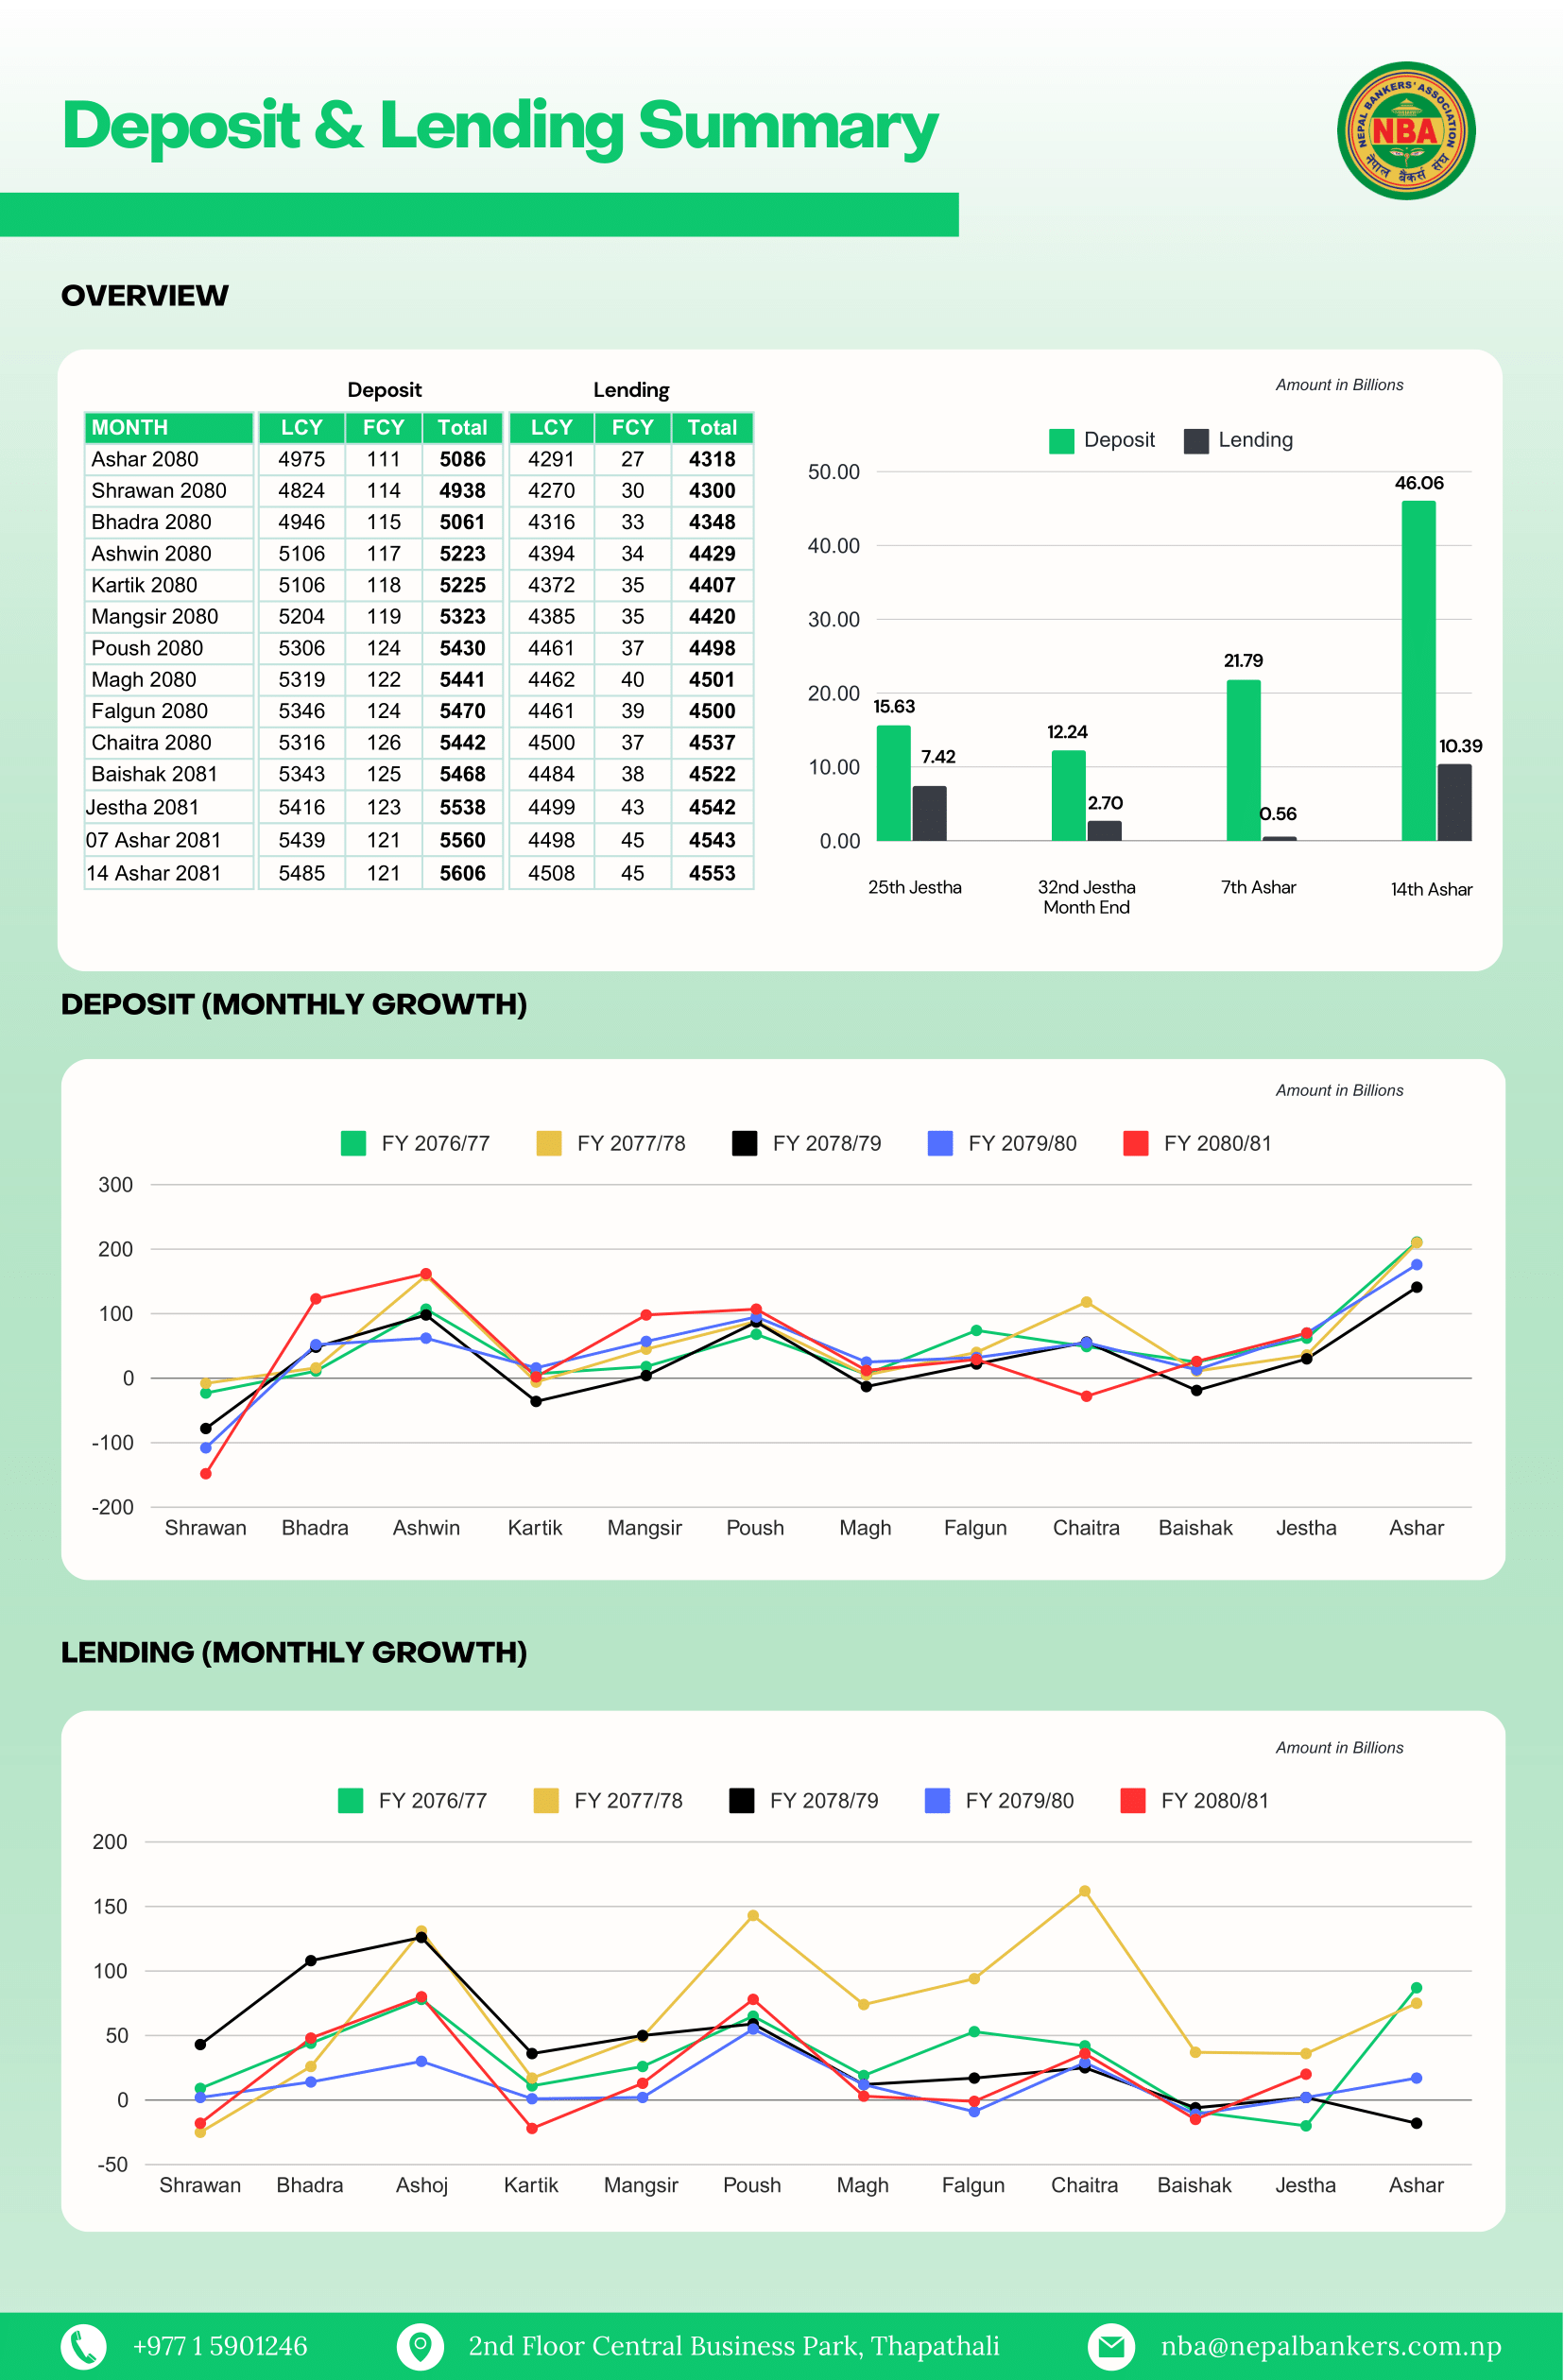 Deposit & Lending Summary
NEPAL BANKERS' ASSOCIATION
NBA
नेपाल बैंकर्स संघ
OVERVIEW
Deposit Lending
MONTH LCY FCY Total LCY FCY Total
Ashar 2080 4975 111 5086 4291 27 4318
Shrawan 2080 4824 114 4938 4270 30 4300
Bhadra 2080 4946 115 5061 4316 33 4348
Ashwin 2080 5106 117 5223 4394 34 4429
Kartik 2080 5106 118 5225 4372 35 4407
Mangsir 2080 5204 119 5323 4385 35 4420
Poush 2080 5306 124 5430 4461 37 4498
Magh 2080 5319 122 5441 4462 40 4501
Falgun 2080 5346 124 5470 4461 39 4500
Chaitra 2080 5316 126 5442 4500 37 4537
Baishak 2081 5343 125 5468 4484 38 4522
Jestha 2081 5416 123 5538 4499 43 4542
07 Ashar 2081 5439 121 5560 4498 45 4543
14 Ashar 2081 5485 121 5606 4508 45 4553
Amount in Billions
Deposit Lending
50.00
46.06
40.00
30.00
21.79
20.00
15.63
12.24
10.39
7.42
10.00
2.70
0.56
0.00
25th Jestha 32nd Jestha 7th Ashar 14th Ashar
Month End
DEPOSIT (MONTHLY GROWTH)
Amount in Billions
FY 2076/77 FY 2077/78 FY 2078/79 FY 2079/80 FY 2080/81
300
200
100
0
-100
-200
Shrawan Bhadra Ashwin Kartik Mangsir Poush Magh Falgun Chaitra Baishak Jestha Ashar
LENDING (MONTHLY GROWTH)
Amount in Billions
FY 2076/77 FY 2077/78 FY 2078/79 FY 2079/80 FY 2080/81
200
150
100
50
0
-50
Shrawan Bhadra Ashoj Kartik Mangsir Poush Magh Falgun Chaitra Baishak Jestha Ashar
+977 1 5901246 2nd Floor Central Business Park, Thapathali nba@nepalbankers.com.np